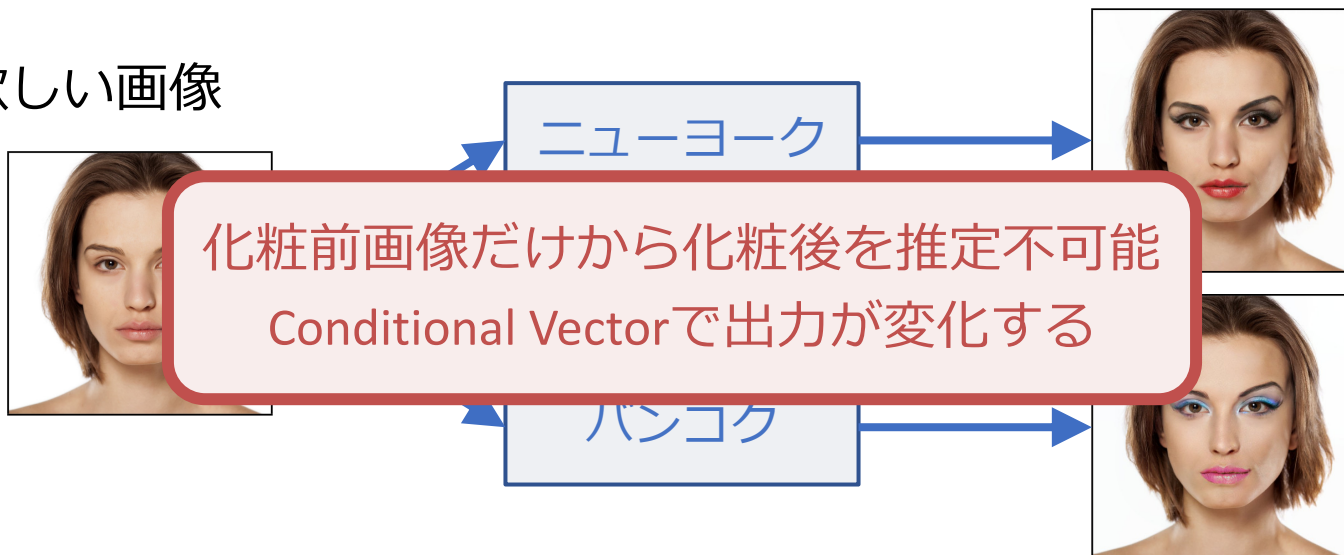 しい画像
ニューヨーク
化粧前画像だけから化粧後を推定不可能
Conditional Vectorで出力が変化する
バンコク